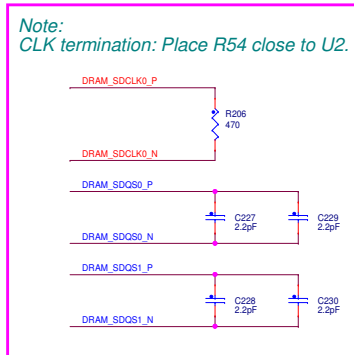 Note:
CLK termination: Place R54 close to U2.
DRAM_SDCLK0_P
R206
470
DRAM_SDCLK0_N
DRAM_SDQS0_P
C227
2.2pF
C229
2.2pF
DRAM_SDQS0_N
DRAM_SDQS1_P
C228
2.2pF
C230
2.2pF
DRAM_SDQS1_N